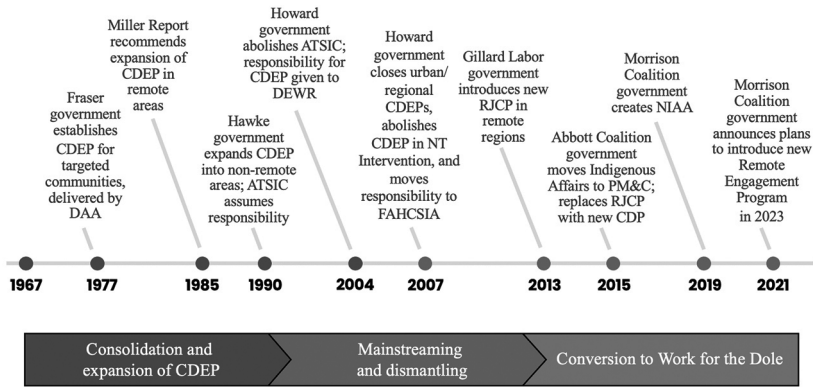 Fraser
government
establishes
CDEP for
targeted
communities,
delivered by
DAA
Miller Report
recommends
expansion of
CDEP in
remote
areas
Hawke
government
expands CDEP
into non-remote
areas; ATSIC
assumes
responsibility
Howard
government
abolishes ATSIC;
responsibility for
CDEP given to
DEWR
Howard
government
closes urban/
regional
CDEPs,
abolishes
CDEP in NT
Intervention, and
moves
responsibility to
FAHCSIA
Gillard Labor
government
introduces new
RJCP in
remote
regions
Abbott Coalition
government
moves Indigenous
Affairs to PM&C;
replaces RJCP
with new CDP
Morrison
Coalition
government
creates NIAA
Morrison
Coalition
government
announces plans
to introduce new
Remote
Engagement
Program
in 2023
1967 1977 1985 1990 2004 2007 2013 2015 2019 2021
Consolidation and
expansion of CDEP
Mainstreaming
and dismantling
Conversion to Work for the Dole